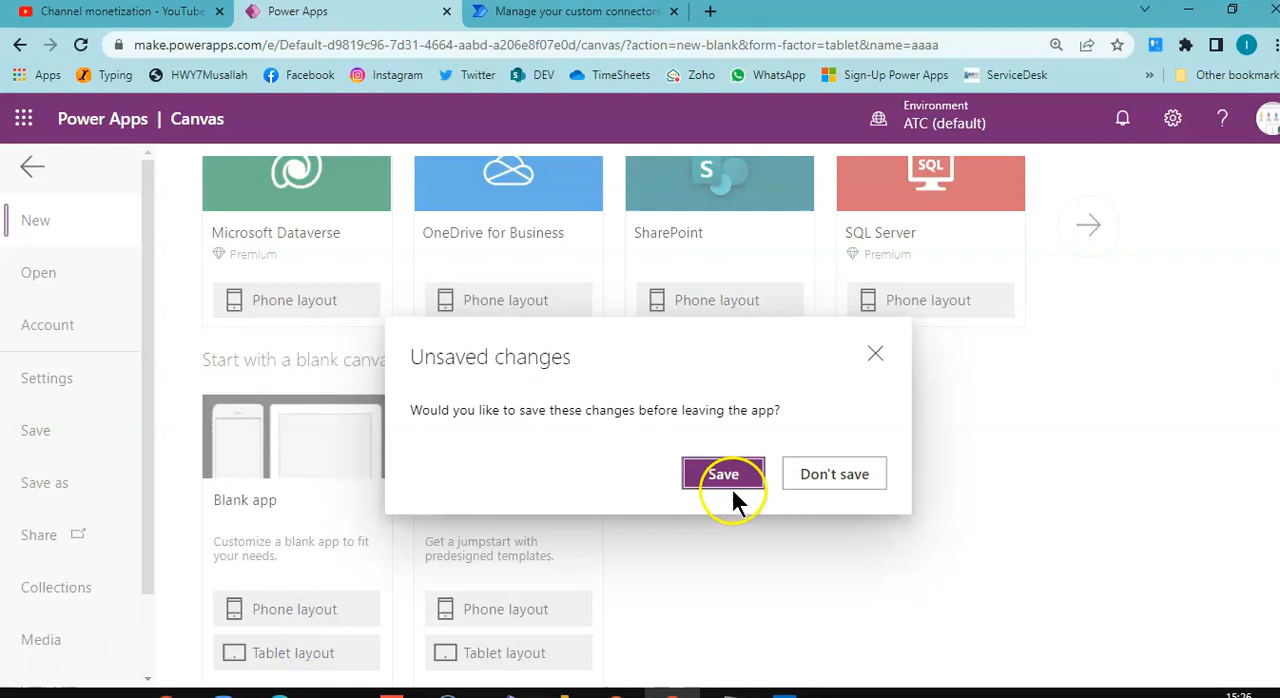 Channel monetization - YouTube
Power Apps
Manage your custom connectors
make.powerapps.com/e/Default-d9819c96-7d31-4664-aabd-a206e8f07e0d/canvas/?action=new-blank&form-factor=tablet&name=aaaa
Apps Typing HWY7Musallah Facebook Instagram Twitter DEV TimeSheets Zoho WhatsApp Sign-Up Power Apps ServiceDesk » Other bookmark
Power Apps | Canvas
Environment
ATC (default)
New
Open
Account
Settings
Save
Save as
Share
Collections
Media
S SQL
Microsoft Dataverse OneDrive for Business SharePoint SQL Server
Premium Premium
Phone layout Phone layout Phone layout Phone layout
Start with a blank canva
Unsaved changes
Would you like to save these changes before leaving the app?
Save Don't save
Blank app
Customize a blank app to fit
your needs.
Get a jumpstart with
predesigned templates.
Phone layout Phone layout
Tablet layout Tablet layout
15:26